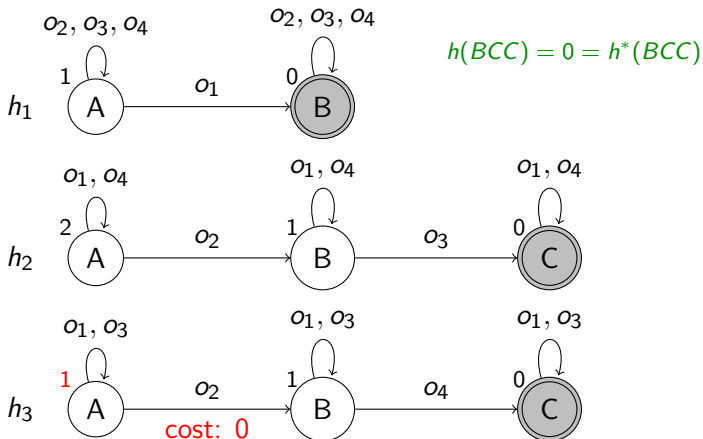 o2, o3, o4 o2, o3, o4
h(BCC) = 0 = h*(BCC)
1 0
h1 A o1 B
o1, o4 o1, o4 o1, o4
2 1 0
h2 A o2 B o3 C
o1, o3 o1, o3 o1, o3
1 1 0
h3 A o2 B o4 C
cost: 0